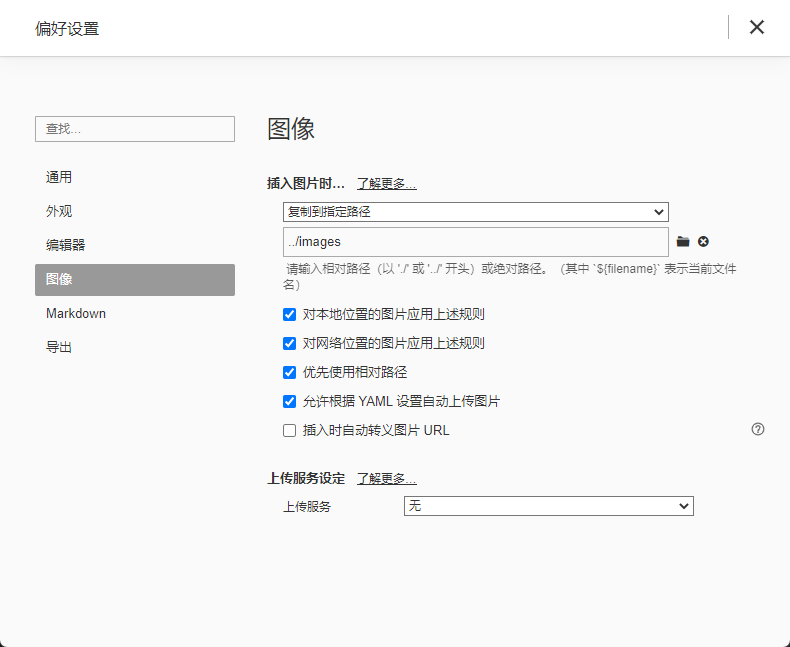 偏好设置
查找...
通用
外观
编辑器
图像
Markdown
导出
图像
插入图片时... 了解更多...
复制到指定路径
../images
请输入相对路径（以 './' 或 '../' 开头）或绝对路径。（其中 `${filename}` 表示当前文件
名）
对本地位置的图片应用上述规则
对网络位置的图片应用上述规则
优先使用相对路径
允许根据 YAML 设置自动上传图片
插入时自动转义图片 URL
上传服务设定 了解更多...
上传服务 无